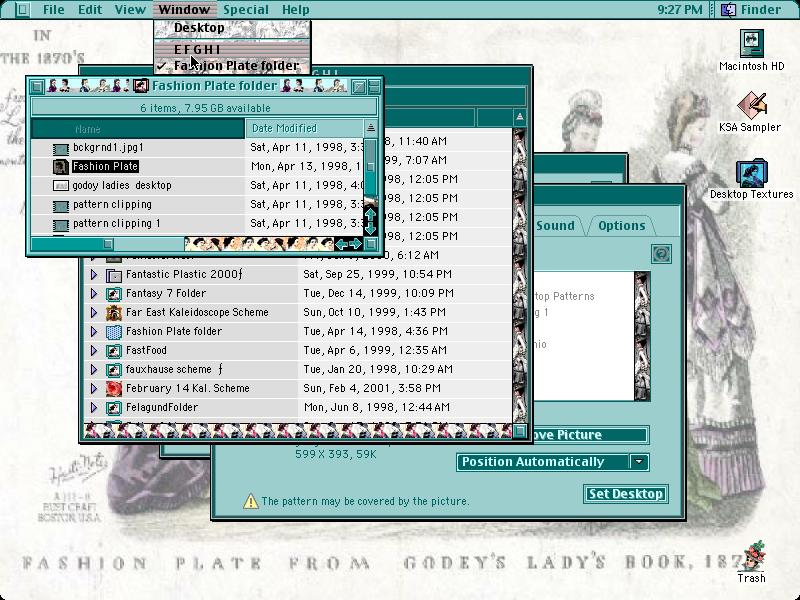 File Edit View Window Special Help 9:27 PM Finder
Desktop
E F G H I
✓ Fashion Plate folder
IN
THE 1870'S
Macintosh HD
KSA Sampler
Desktop Textures
Fashion Plate folder
6 items, 7.95 GB available
Name Date Modified
bckgrnd1.jpg1 Sat, Apr 11, 1998, 3:3
Fashion Plate Mon, Apr 13, 1998, 1
godoy ladies desktop Sat, Apr 11, 1998, 4:0
pattern clipping Sat, Apr 11, 1998, 3:3
pattern clipping 1 Sat, Apr 11, 1998, 3:3
G H I
8, 11:40 AM
9, 7:07 AM
98, 12:05 PM
98, 12:05 PM
98, 12:05 PM
98, 12:05 PM
, 2000, 6:12 AM
Fantastic Plastic 2000ƒ Sat, Sep 25, 1999, 10:54 PM
Fantasy 7 Folder Tue, Dec 14, 1999, 10:09 PM
Far East Kaleidoscope Scheme Sun, Oct 10, 1999, 1:43 PM
Fashion Plate folder Tue, Apr 14, 1998, 4:36 PM
FastFood Tue, Apr 6, 1999, 12:35 AM
fauxhause scheme ƒ Tue, Jan 20, 1998, 10:29 AM
February 14 Kal. Scheme Sun, Feb 4, 2001, 3:58 PM
FelagundFolder Mon, Jun 8, 1998, 12:44 AM
Sound Options
top Patterns
g 1
nio
ove Picture
599 X 393, 59K
Position Automatically
Set Desktop
The pattern may be covered by the picture.
BUST CRAFT
BOSTON, U.S.A
FASHION PLATE FROM GODEY'S LADY'S BOOK, 187
Trash